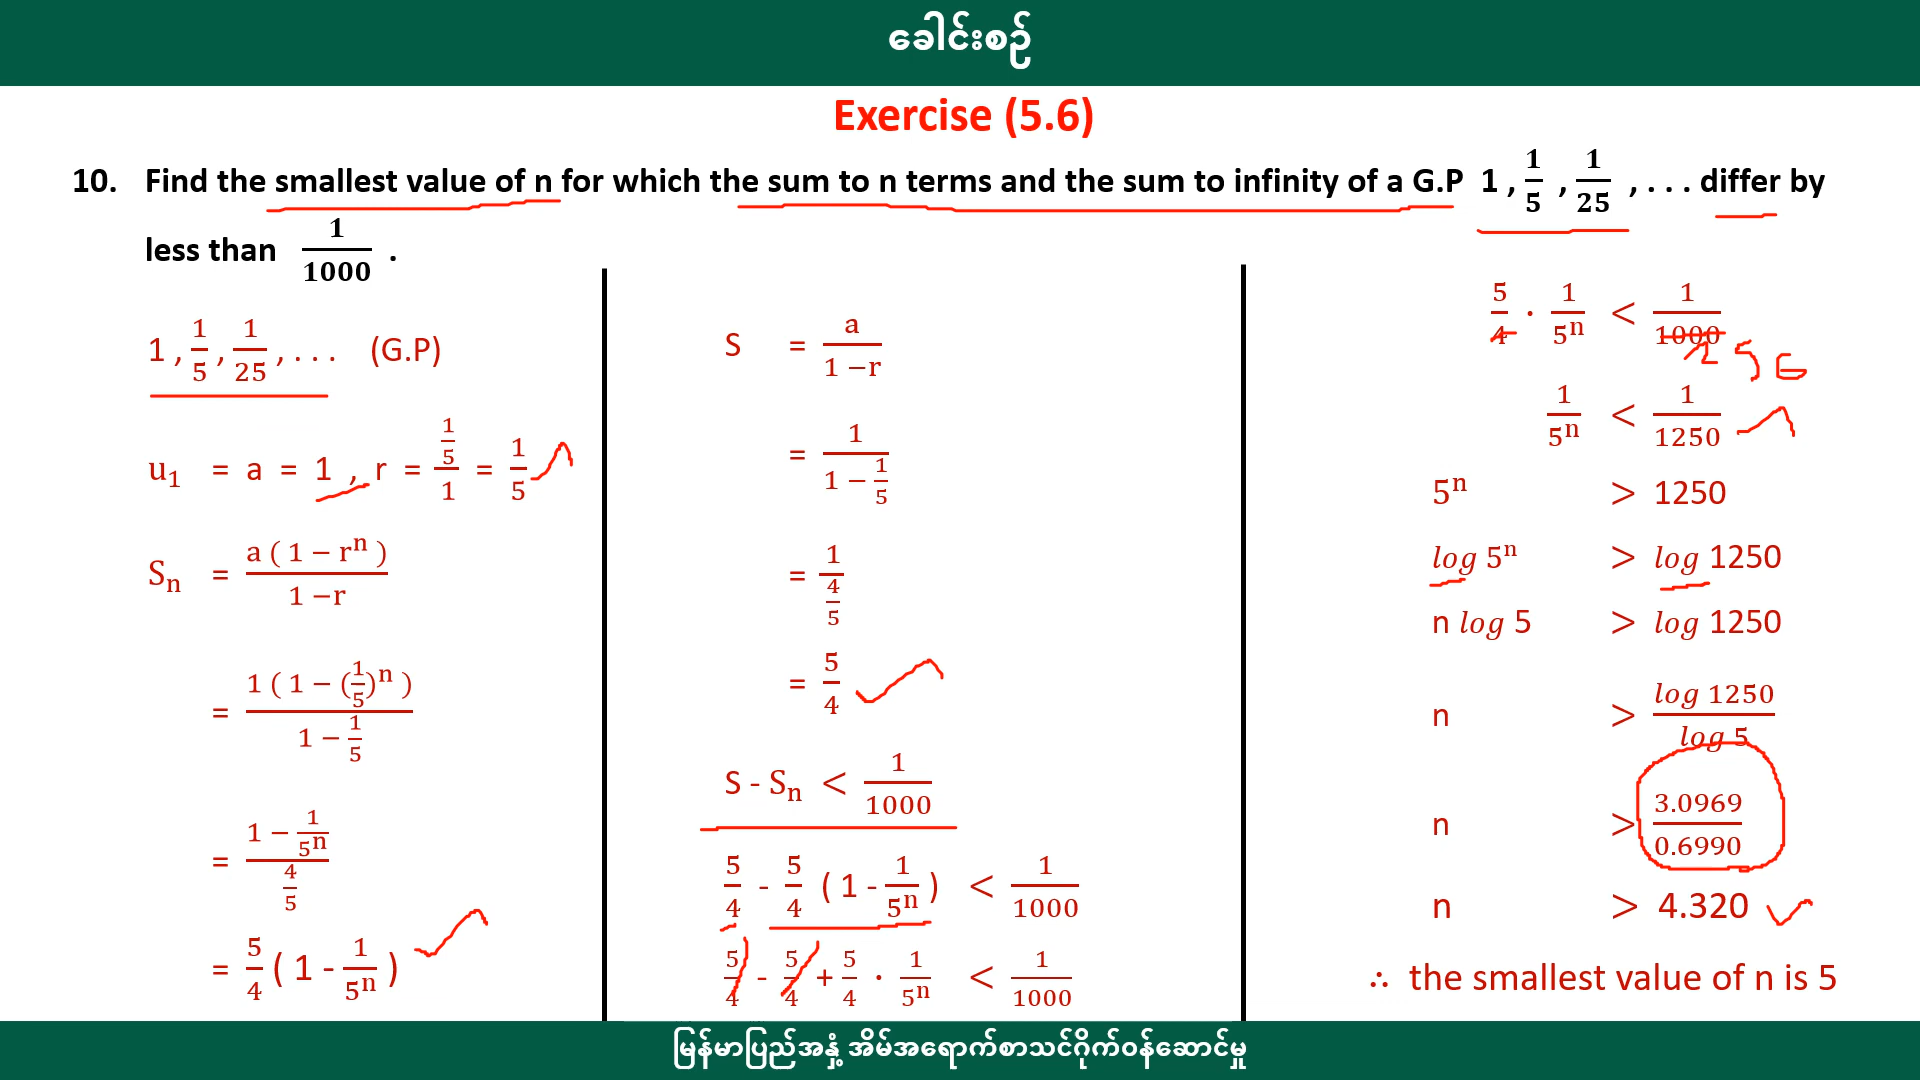 ခေါင်းစဉ်
Exercise (5.6)
10. Find the smallest value of n for which the sum to n terms and the sum to infinity of a G.P 1 , 1/5 , 1/25 , . . . differ by
less than 1/1000 .
1 , 1/5 , 1/25 , . . . (G.P)
u₁ = a = 1 , r = (1/5)/1 = 1/5
Sₙ = a ( 1 − rⁿ ) / (1 −r)
= 1 ( 1 − (1/5)ⁿ ) / (1 − 1/5)
= (1 − 1/5ⁿ) / (4/5)
= 5/4 ( 1 - 1/5ⁿ )
S = a / (1 −r)
= 1 / (1 − 1/5)
= 1 / (4/5)
= 5/4
S - Sₙ < 1/1000
5/4 - 5/4 ( 1 - 1/5ⁿ ) < 1/1000
5/4 - 5/4 + 5/4 · 1/5ⁿ < 1/1000
5/4 · 1/5ⁿ < 1/1000
1/5ⁿ < 1/1250
5ⁿ > 1250
log 5ⁿ > log 1250
n log 5 > log 1250
n > log 1250 / log 5
n > 3.0969 / 0.6990
n > 4.320
∴ the smallest value of n is 5
မြန်မာပြည်အနှံ့ အိမ်အရောက်စာသင်ဂိုက်ဝန်ဆောင်မှု